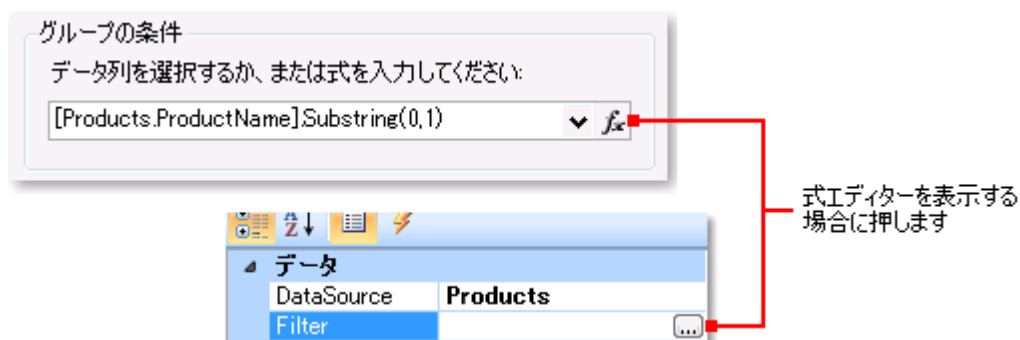 グループの条件
データ列を選択するか、または式を入力してください:
[Products.ProductName].Substring(0,1)
fx
式エディターを表示する
場合に押します
AZ
データ
DataSource Products
Filter ...